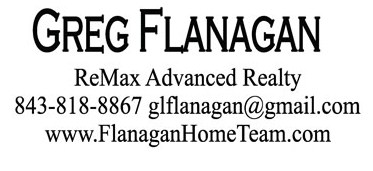 GREG FLANAGAN
ReMax Advanced Realty
843-818-8867 glflanagan@gmail.com
www.FlanaganHomeTeam.com